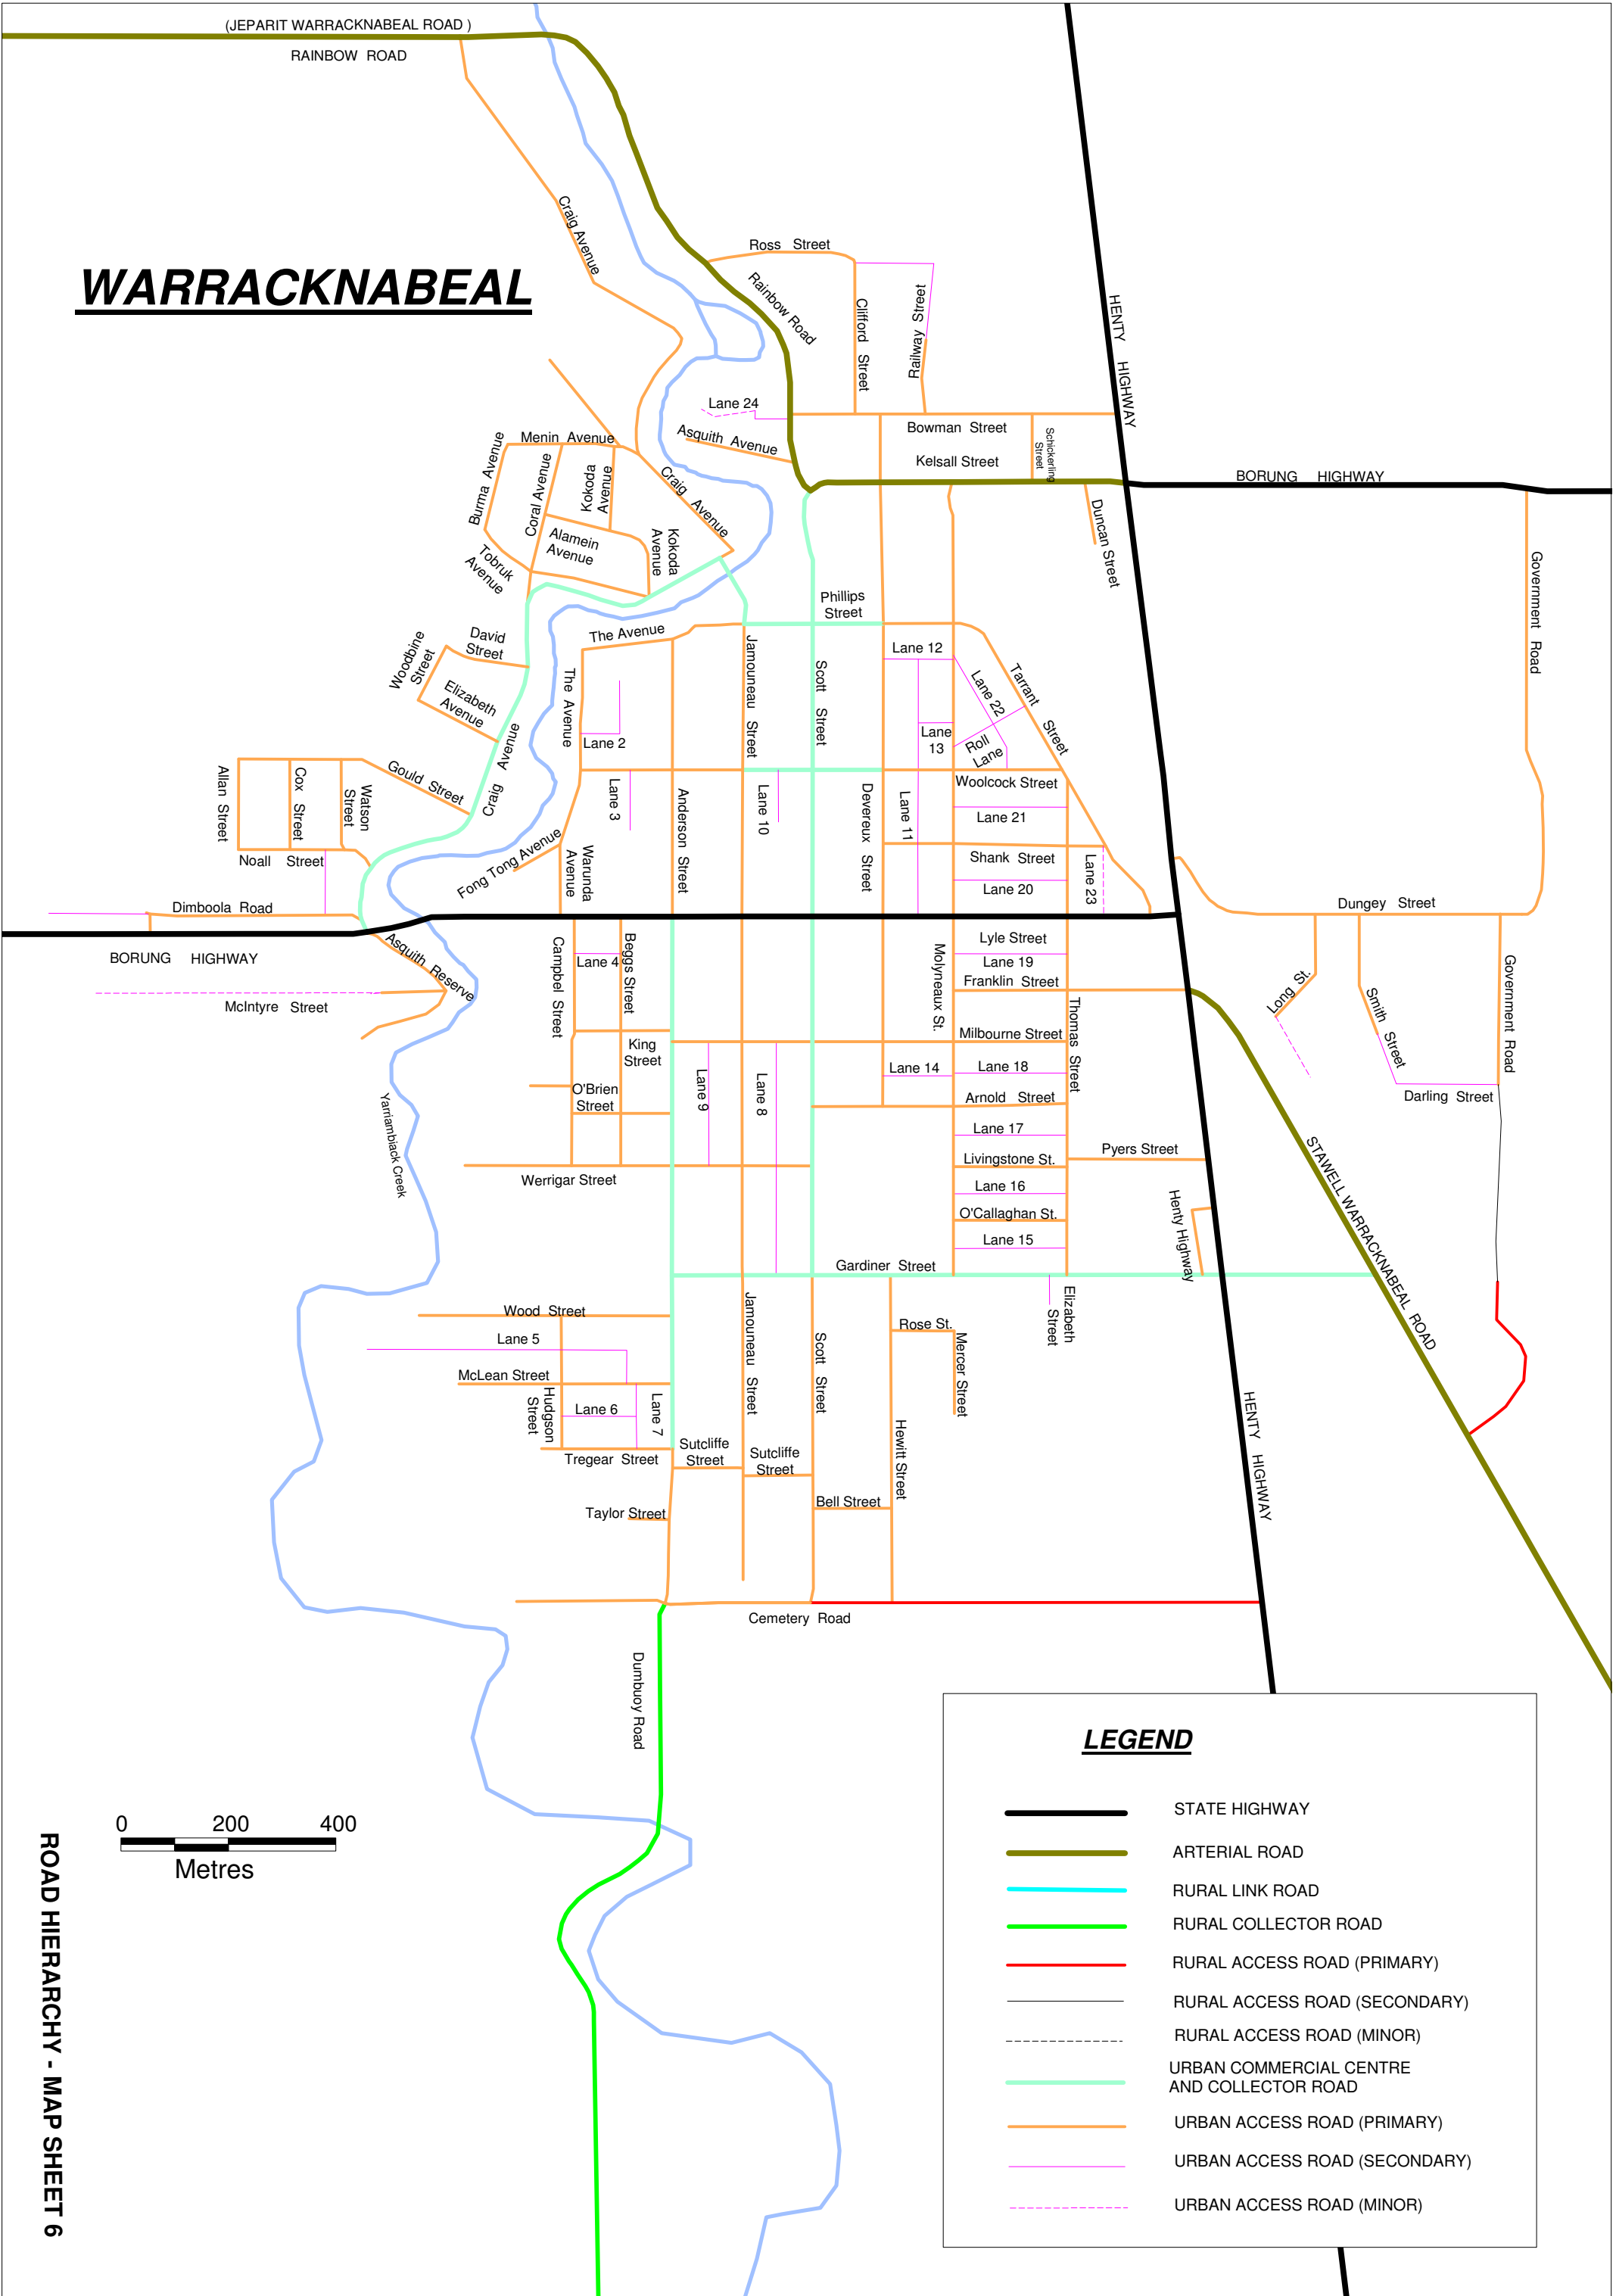 (JEPARIT WARRACKNABEAL ROAD )
RAINBOW ROAD
WARRACKNABEAL
Craig Avenue
Ross Street
Rainbow Road
Clifford Street
Railway Street
HENTY HIGHWAY
Lane 24
Asquith Avenue
Bowman Street
Kelsall Street
Schickerling
Street
BORUNG HIGHWAY
Menin Avenue
Burma Avenue
Coral Avenue
Kokoda
Avenue
Craig Avenue
Alamein
Avenue
Kokoda
Avenue
Tobruk
Avenue
Duncan Street
Government Road
Phillips
Street
The Avenue
David
Street
Woodbine
Street
Elizabeth
Avenue
The Avenue
Jamouneau Street
Scott Street
Lane 12
Lane 22
Tarrant Street
Lane 2
Lane
13
Roll
Lane
Craig Avenue
Gould Street
Allan Street
Cox Street
Watson
Street
Lane 3
Anderson Street
Lane 10
Devereux Street
Lane 11
Woolcock Street
Lane 21
Noall Street
Fong Tong Avenue
Warunda
Avenue
Shank Street
Lane 20
Lane 23
Dimboola Road
Dungey Street
BORUNG HIGHWAY
Asquith Reserve
McIntyre Street
Campbel Street
Lane 4
Beggs Street
Molyneaux St.
Lyle Street
Lane 19
Franklin Street
Thomas Street
Long St.
Smith Street
Government Road
King
Street
Milbourne Street
O'Brien
Street
Lane 9
Lane 8
Lane 14
Lane 18
Arnold Street
Darling Street
Yarriambiack Creek
Lane 17
Werrigar Street
Livingstone St.
Pyers Street
Lane 16
O'Callaghan St.
Henty Highway
Lane 15
STAWELL WARRACKNABEAL ROAD
Gardiner Street
Elizabeth
Street
Wood Street
Lane 5
Jamouneau Street
Scott Street
Rose St.
Mercer Street
McLean Street
Hudgson
Street
Lane 6
Lane 7
Hewitt Street
HENTY HIGHWAY
Tregear Street
Sutcliffe
Street
Sutcliffe
Street
Taylor Street
Bell Street
Cemetery Road
Dumbuoy Road
0 200 400
Metres
ROAD HIERARCHY - MAP SHEET 6
LEGEND
STATE HIGHWAY
ARTERIAL ROAD
RURAL LINK ROAD
RURAL COLLECTOR ROAD
RURAL ACCESS ROAD (PRIMARY)
RURAL ACCESS ROAD (SECONDARY)
RURAL ACCESS ROAD (MINOR)
URBAN COMMERCIAL CENTRE
AND COLLECTOR ROAD
URBAN ACCESS ROAD (PRIMARY)
URBAN ACCESS ROAD (SECONDARY)
URBAN ACCESS ROAD (MINOR)